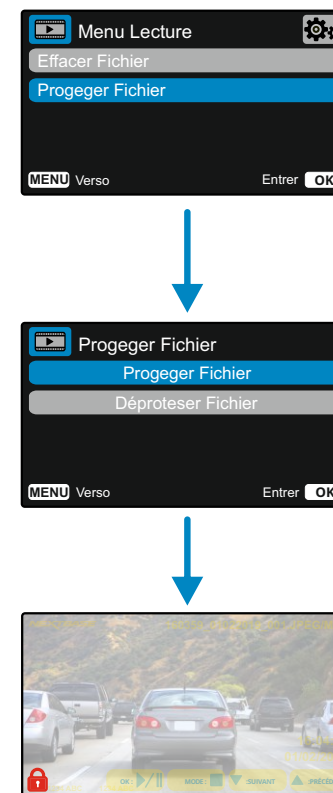 Menu Lecture
Effacer Fichier
Progeger Fichier
MENU Verso Entrer OK
Progeger Fichier
Progeger Fichier
Déproteser Fichier
MENU Verso Entrer OK
OK : MODE : :SUIVANT